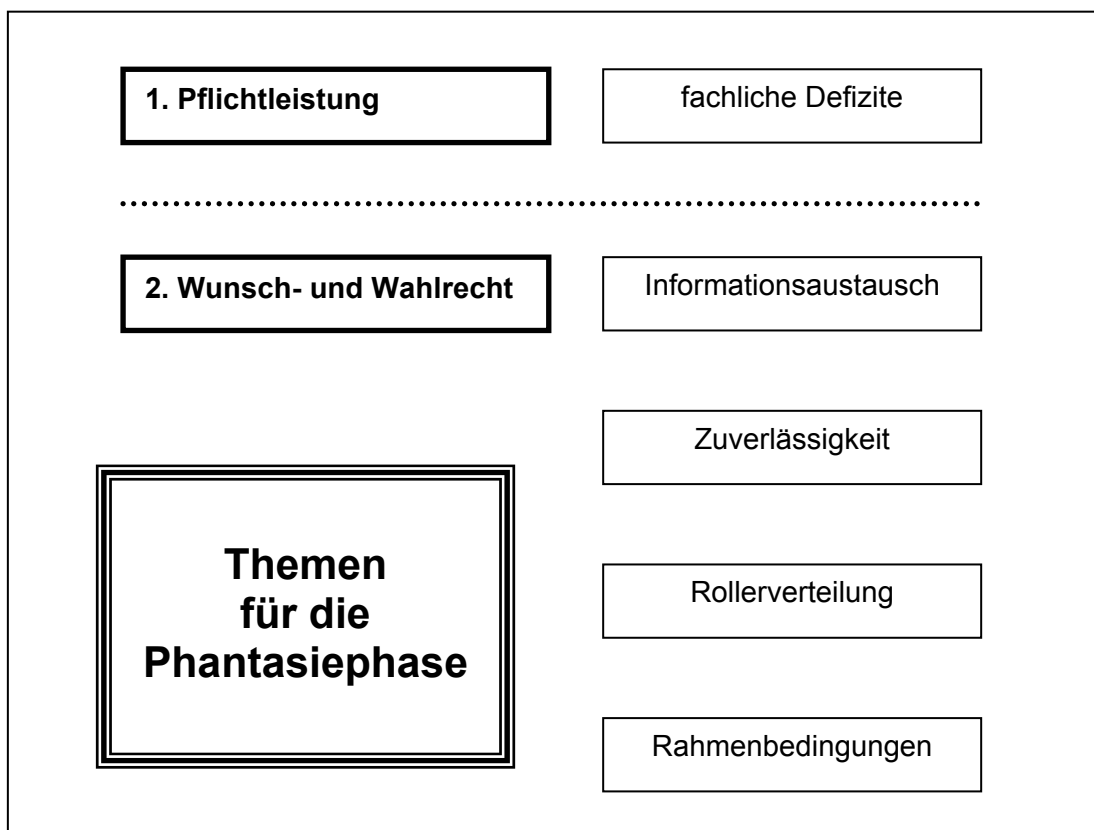 1. Pflichtleistung
fachliche Defizite
2. Wunsch- und Wahlrecht
Informationsaustausch
Zuverlässigkeit
Themen
für die
Phantasiephase
Rollerverteilung
Rahmenbedingungen